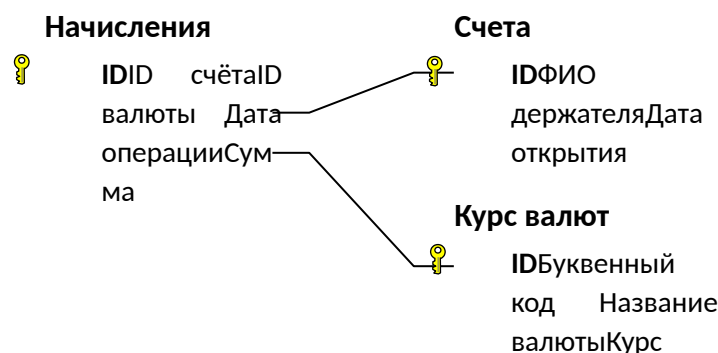 Начисления
IDID счётаID
валюты Дата
операцииСум
ма
Счета
IDФИО
держателяДата
открытия
Курс валют
IDБуквенный
код Название
валютыКурс